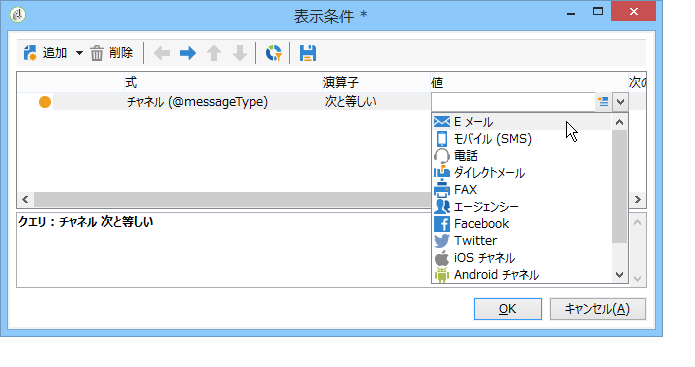 表示条件 *
追加 削除
式 演算子 値 次の
チャネル (@messageType) 次と等しい
E メール
モバイル (SMS)
電話
ダイレクトメール
FAX
エージェンシー
Facebook
Twitter
iOS チャネル
Android チャネル
クエリ : チャネル 次と等しい
OK キャンセル(A)